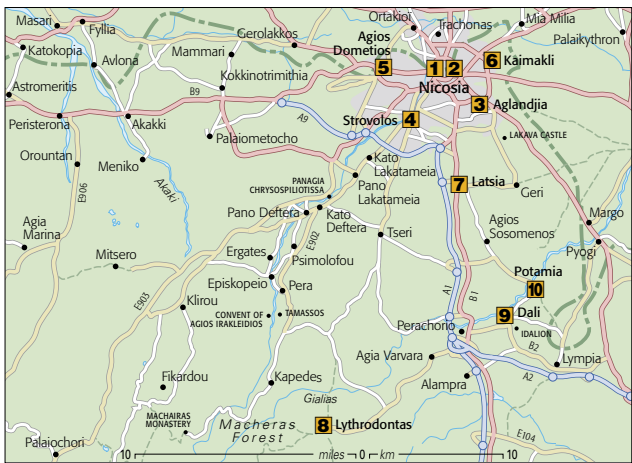 Masari
Fyllia
Ortakioi
Trachonas
Mia Milia
Palaikythron
Katokopia
Avlona
Mammari
Gerolakkos
Agios
Dometios
5
1
2
6
Kaimakli
Nicosia
Astromeritis
Kokkinotrimithia
B9
A9
3
Aglandjia
Strovolos
4
Peristerona
Akakki
Palaiometocho
LAKAVA CASTLE
Orountan
Meniko
Akaki
E906
Kato
Lakatameia
Pano
Lakatameia
PANAGIA
CHRYSOSPILIOTISSA
7
Latsia
Geri
Pano Deftera
Kato
Deftera
E902
Tseri
Agios
Sosomenos
Margo
Pyrogi
Agia
Marina
Mitsero
Ergates
Psimolofou
Episkopeio
Pera
A1
B1
Potamia
10
E903
Klirou
CONVENT OF
AGIOS IRAKLEIDIOS
TAMASSOS
Perachorio
9
Dali
IDALION
B2
Lympia
A2
Agia Varvara
Alampra
Fikardou
Kapedes
Gialias
MACHAIRAS
MONASTERY
Macheras
Forest
8
Lythrodontas
E104
Palaiochori
10 miles 0 km 10